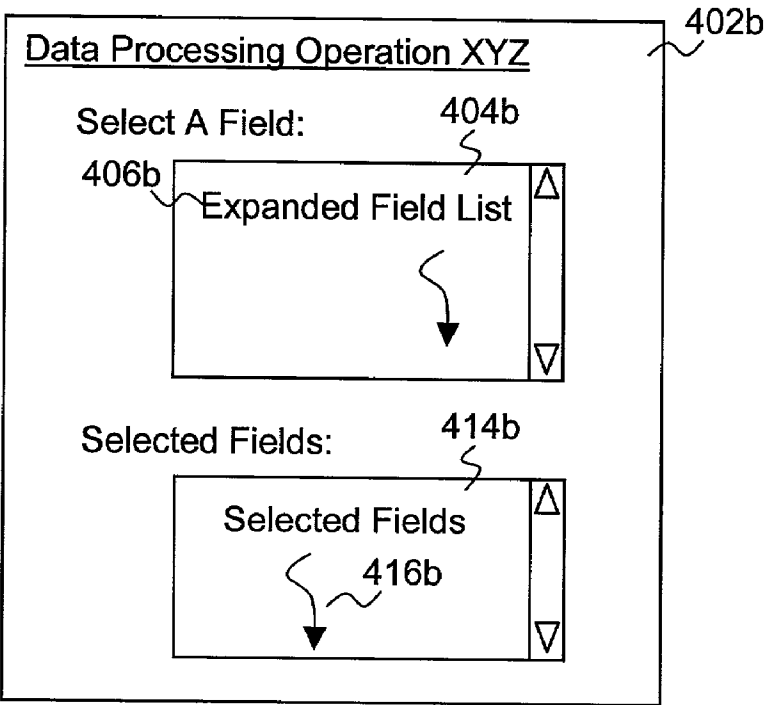 402b
Data Processing Operation XYZ
Select A Field:
404b
406b
Expanded Field List
Selected Fields:
414b
Selected Fields
416b